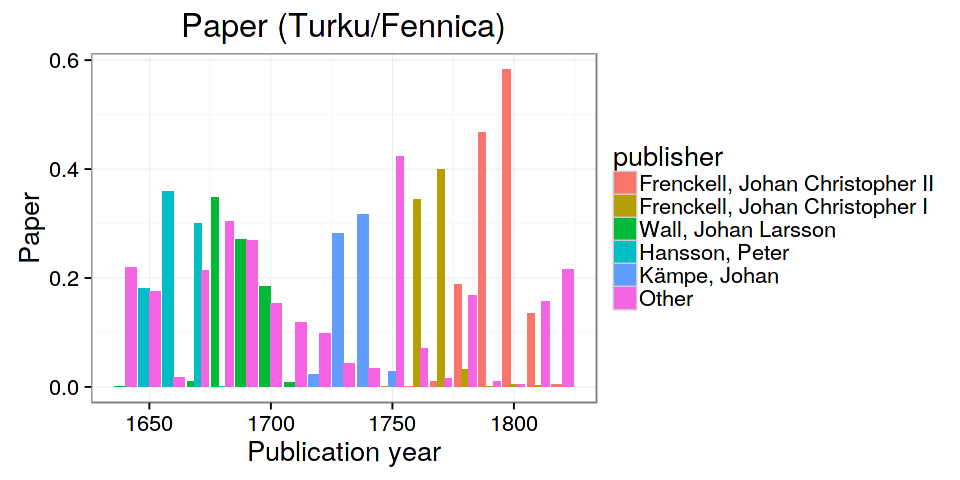 Paper (Turku/Fennica)
0.6
0.4
0.2
0.0
Paper
1650 1700 1750 1800
Publication year
publisher
Frenckell, Johan Christopher II
Frenckell, Johan Christopher I
Wall, Johan Larsson
Hansson, Peter
Kämpe, Johan
Other